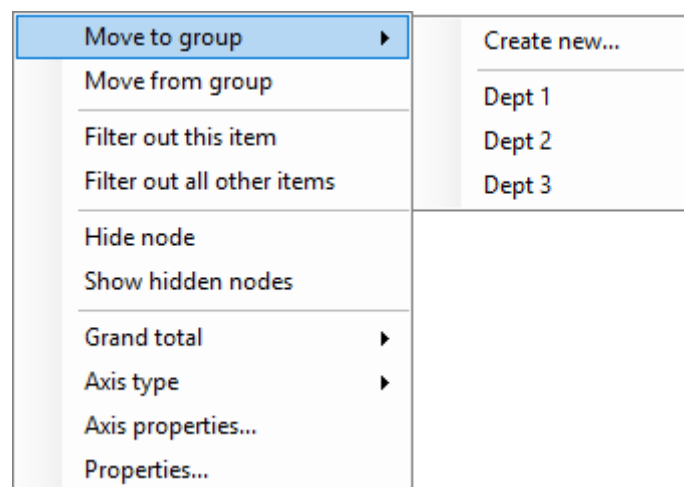 Move to group
Move from group
Filter out this item
Filter out all other items
Hide node
Show hidden nodes
Grand total
Axis type
Axis properties...
Properties...
Create new...
Dept 1
Dept 2
Dept 3